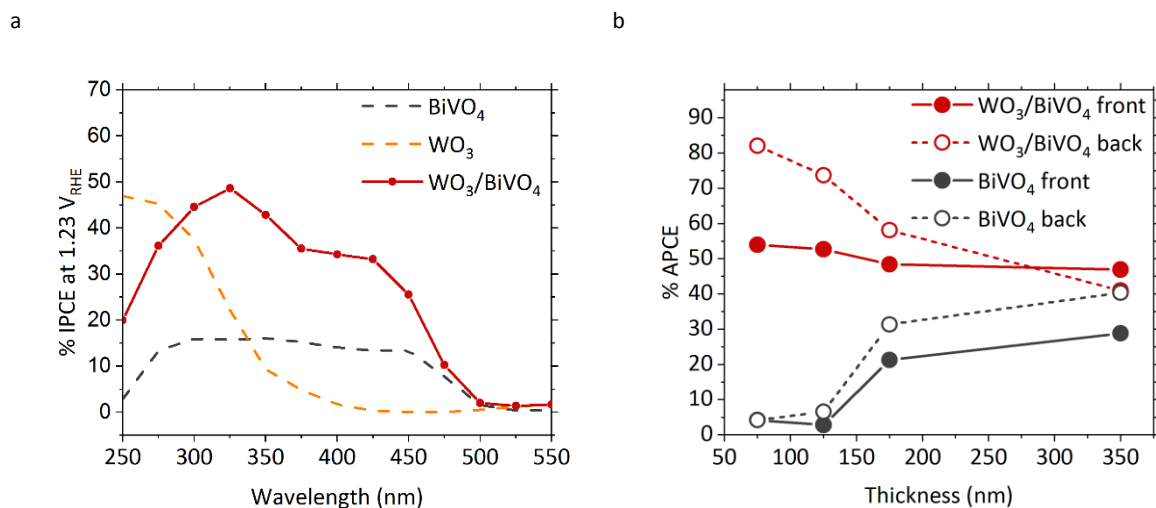 a
b
% IPCE at 1.23 V_RHE
70
60
50
40
30
20
10
0
BiVO₄
WO₃
WO₃/BiVO₄
250 300 350 400 450 500 550
Wavelength (nm)
% APCE
90
80
70
60
50
40
30
20
10
0
WO₃/BiVO₄ front
WO₃/BiVO₄ back
BiVO₄ front
BiVO₄ back
50 100 150 200 250 300 350
Thickness (nm)